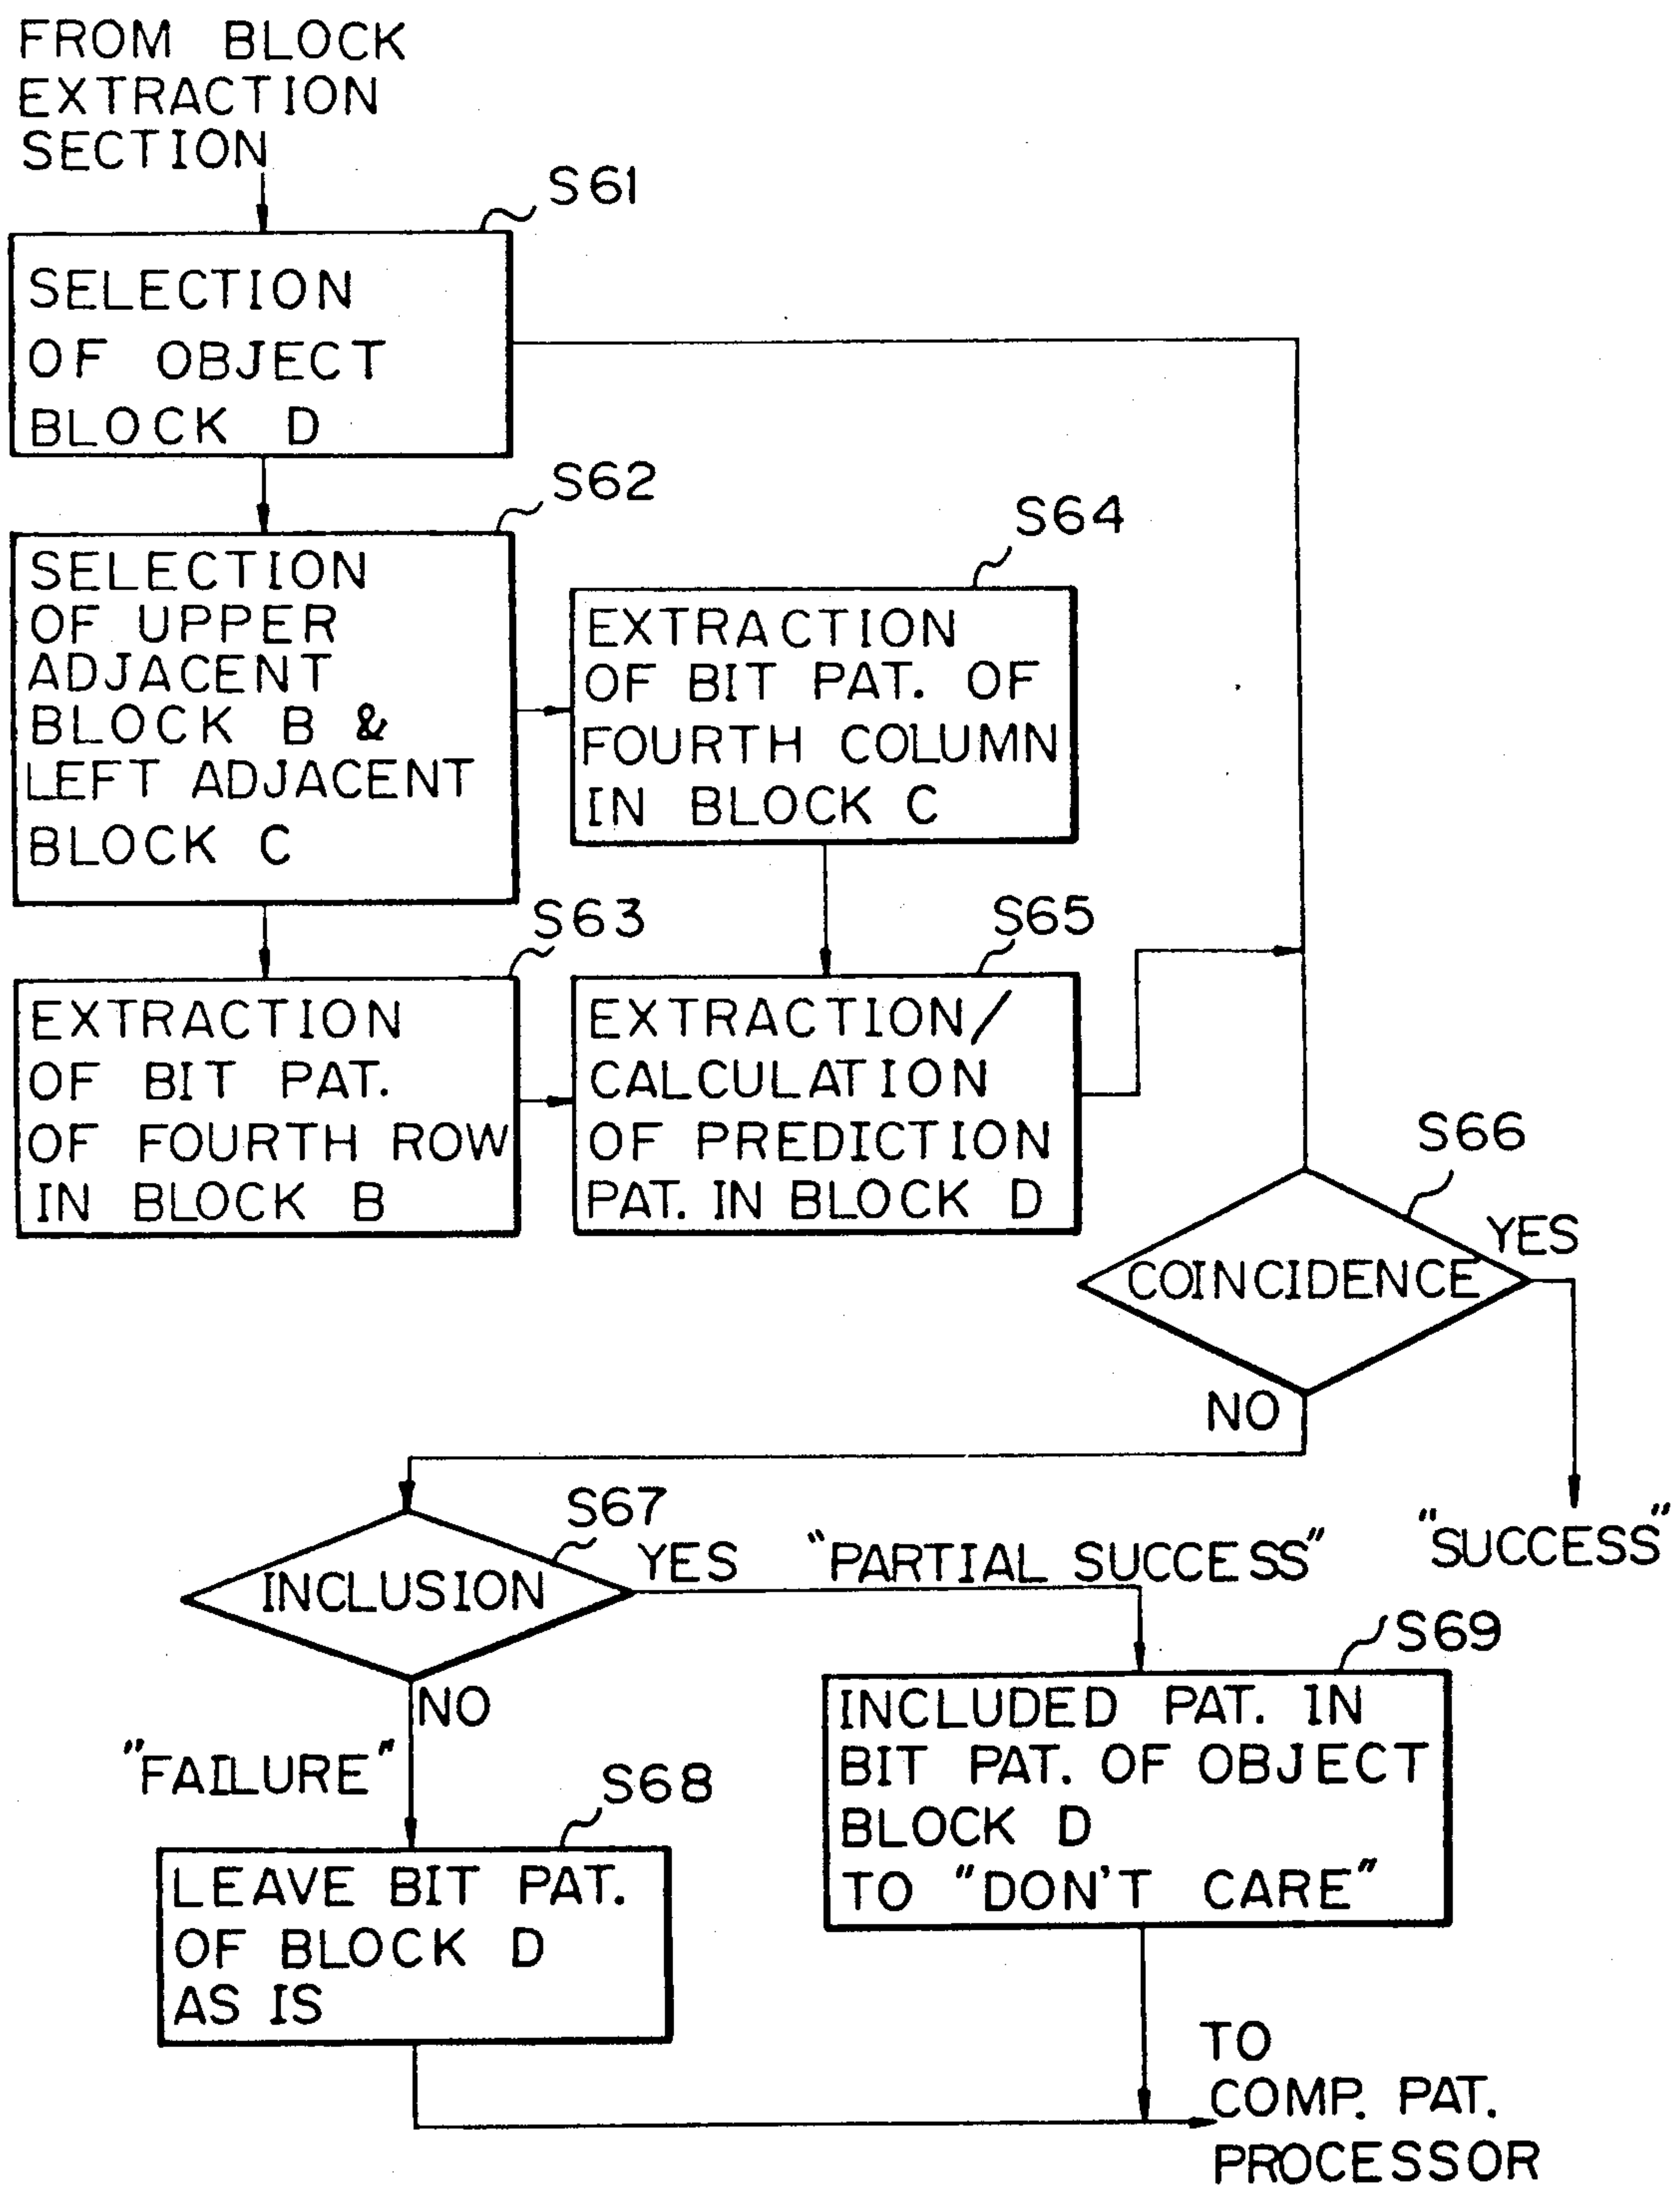 FROM BLOCK
EXTRACTION
SECTION
S61
SELECTION
OF OBJECT
BLOCK D
S62
SELECTION
OF UPPER
ADJACENT
BLOCK B &
LEFT ADJACENT
BLOCK C
S64
EXTRACTION
OF BIT PAT. OF
FOURTH COLUMN
IN BLOCK C
S63
EXTRACTION
OF BIT PAT.
OF FOURTH ROW
IN BLOCK B
S65
EXTRACTION/
CALCULATION
OF PREDICTION
PAT. IN BLOCK D
S66
COINCIDENCE
YES
NO
"SUCCESS"
S67
INCLUSION
YES "PARTIAL SUCCESS"
NO
"FAILURE"
S69
INCLUDED PAT. IN
BIT PAT. OF OBJECT
BLOCK D
TO "DON'T CARE"
S68
LEAVE BIT PAT.
OF BLOCK D
AS IS
TO
COMP. PAT.
PROCESSOR